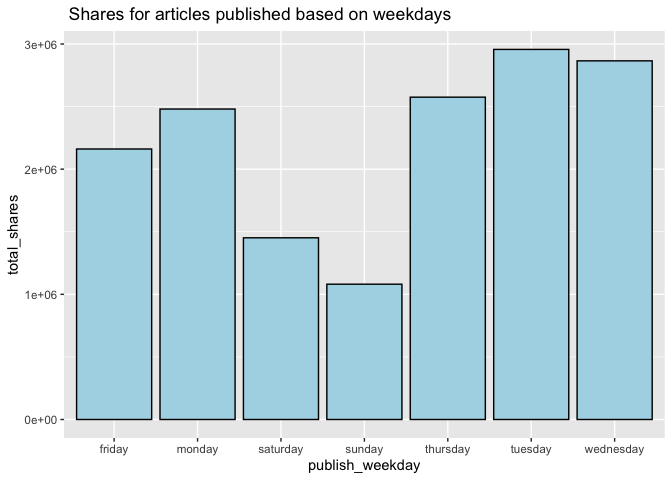 Shares for articles published based on weekdays
3e+06
2e+06
1e+06
0e+00
total_shares
friday monday saturday sunday thursday tuesday wednesday
publish_weekday